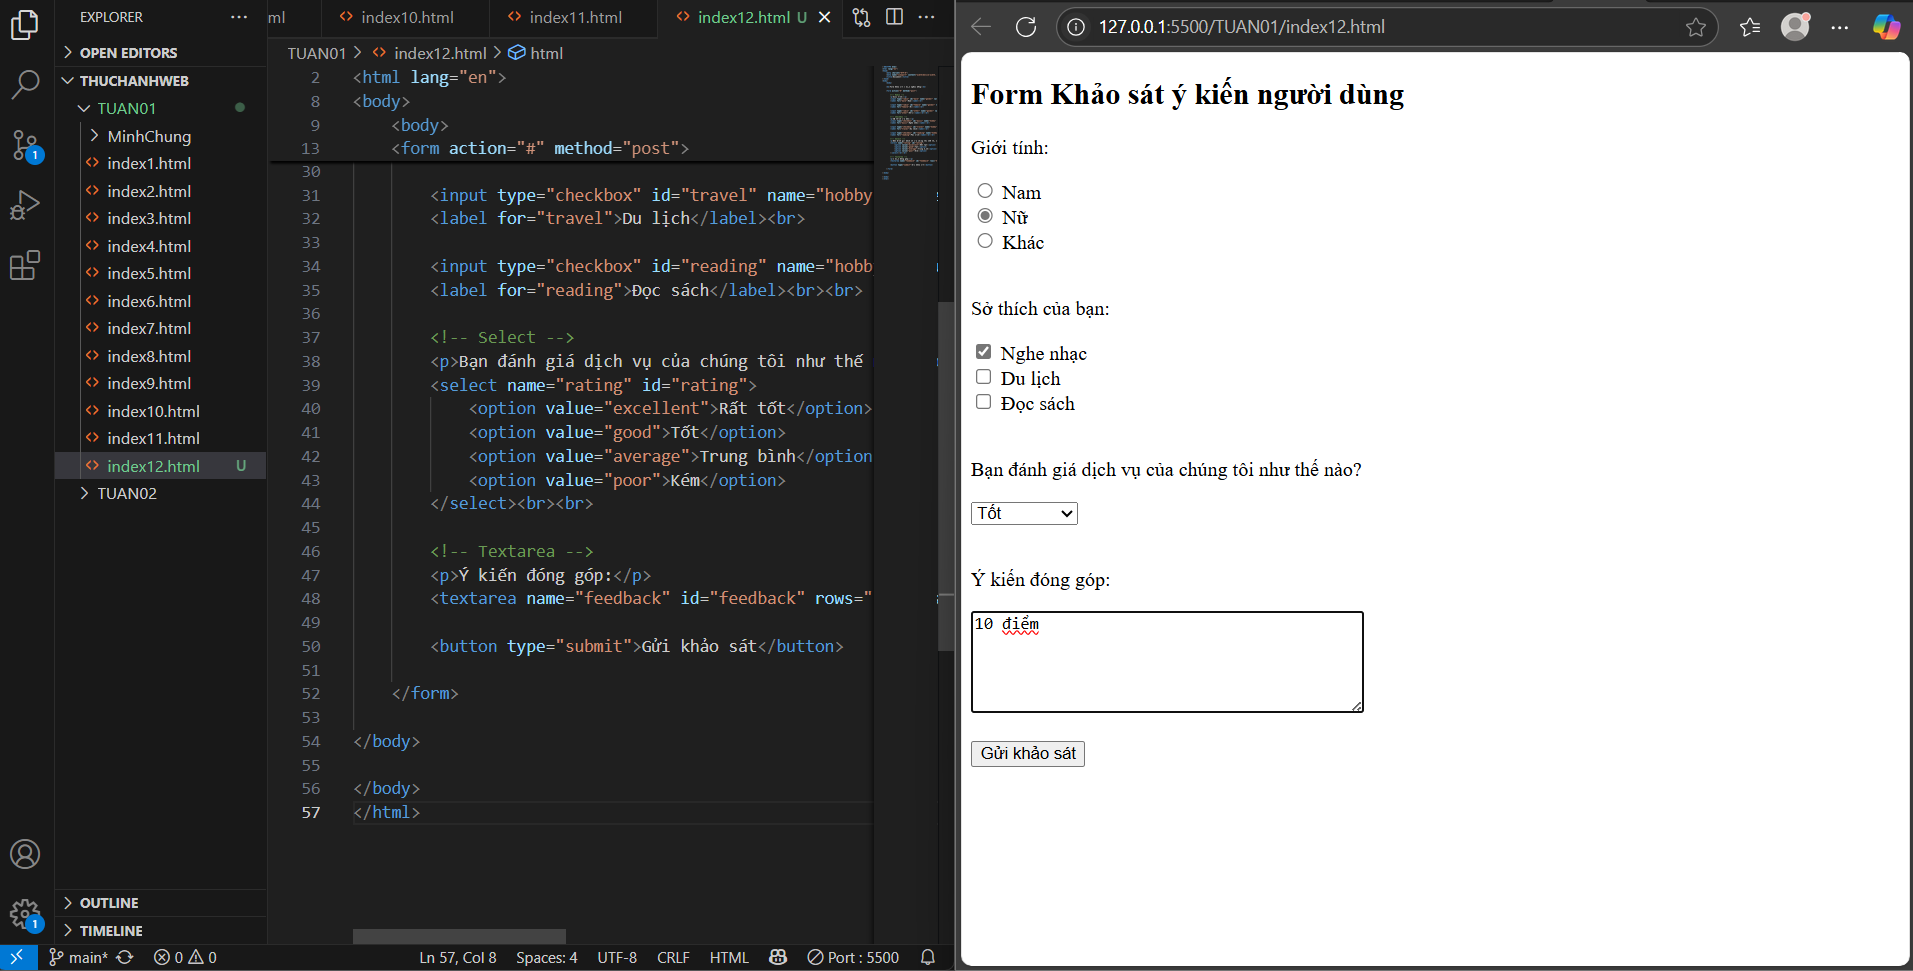 EXPLORER
OPEN EDITORS
THUCHANHWEB
TUAN01
MinhChung
index1.html
index2.html
index3.html
index4.html
index5.html
index6.html
index7.html
index8.html
index9.html
index10.html
index11.html
index12.html U
TUAN02
OUTLINE
TIMELINE
ml index10.html index11.html index12.html U
TUAN01 > index12.html > html
2 <html lang="en">
8 <body>
9 <body>
13 <form action="#" method="post">
30
31 <input type="checkbox" id="travel" name="hobby
32 <label for="travel">Du lịch</label><br>
33
34 <input type="checkbox" id="reading" name="hobb
35 <label for="reading">Đọc sách</label><br><br>
36
37 <!-- Select -->
38 <p>Bạn đánh giá dịch vụ của chúng tôi như thế
39 <select name="rating" id="rating">
40 <option value="excellent">Rất tốt</option>
41 <option value="good">Tốt</option>
42 <option value="average">Trung bình</option
43 <option value="poor">Kém</option>
44 </select><br><br>
45
46 <!-- Textarea -->
47 <p>Ý kiến đóng góp:</p>
48 <textarea name="feedback" id="feedback" rows="
49
50 <button type="submit">Gửi khảo sát</button>
51
52 </form>
53
54 </body>
55
56 </body>
57 </html>
1
1
main* 0 0 Ln 57, Col 8 Spaces: 4 UTF-8 CRLF HTML Port : 5500
127.0.0.1:5500/TUAN01/index12.html
Form Khảo sát ý kiến người dùng
Giới tính:
Nam
Nữ
Khác
Sở thích của bạn:
Nghe nhạc
Du lịch
Đọc sách
Bạn đánh giá dịch vụ của chúng tôi như thế nào?
Tốt
Ý kiến đóng góp:
10 điểm
Gửi khảo sát